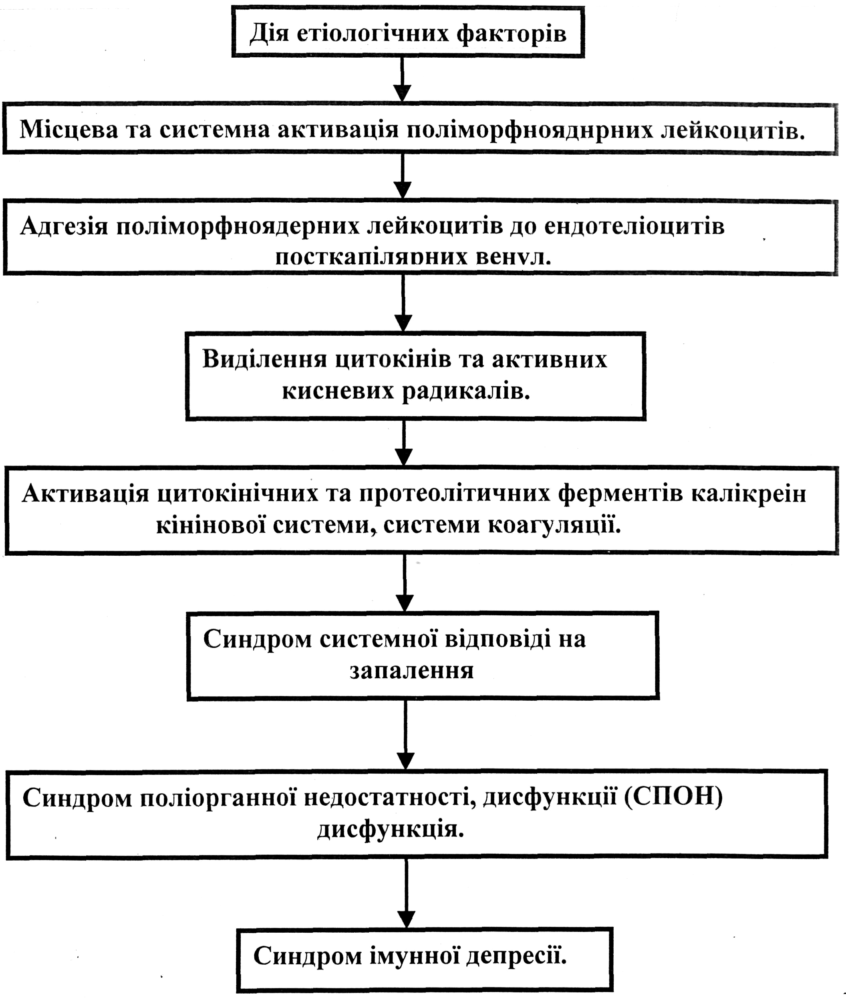 Дія етіологічних факторів
Місцева та системна активація поліморфнояднрних лейкоцитів.
Адгезія поліморфноядерних лейкоцитів до ендотеліоцитів
посткапілярних венул.
Виділення цитокінів та активних
кисневих радикалів.
Активація цитокінічних та протеолітичних ферментів калікреін
кінінової системи, системи коагуляції.
Синдром системної відповіді на
запалення
Синдром поліорганної недостатності, дисфункції (СПОН)
дисфункція.
Синдром імунної депресії.